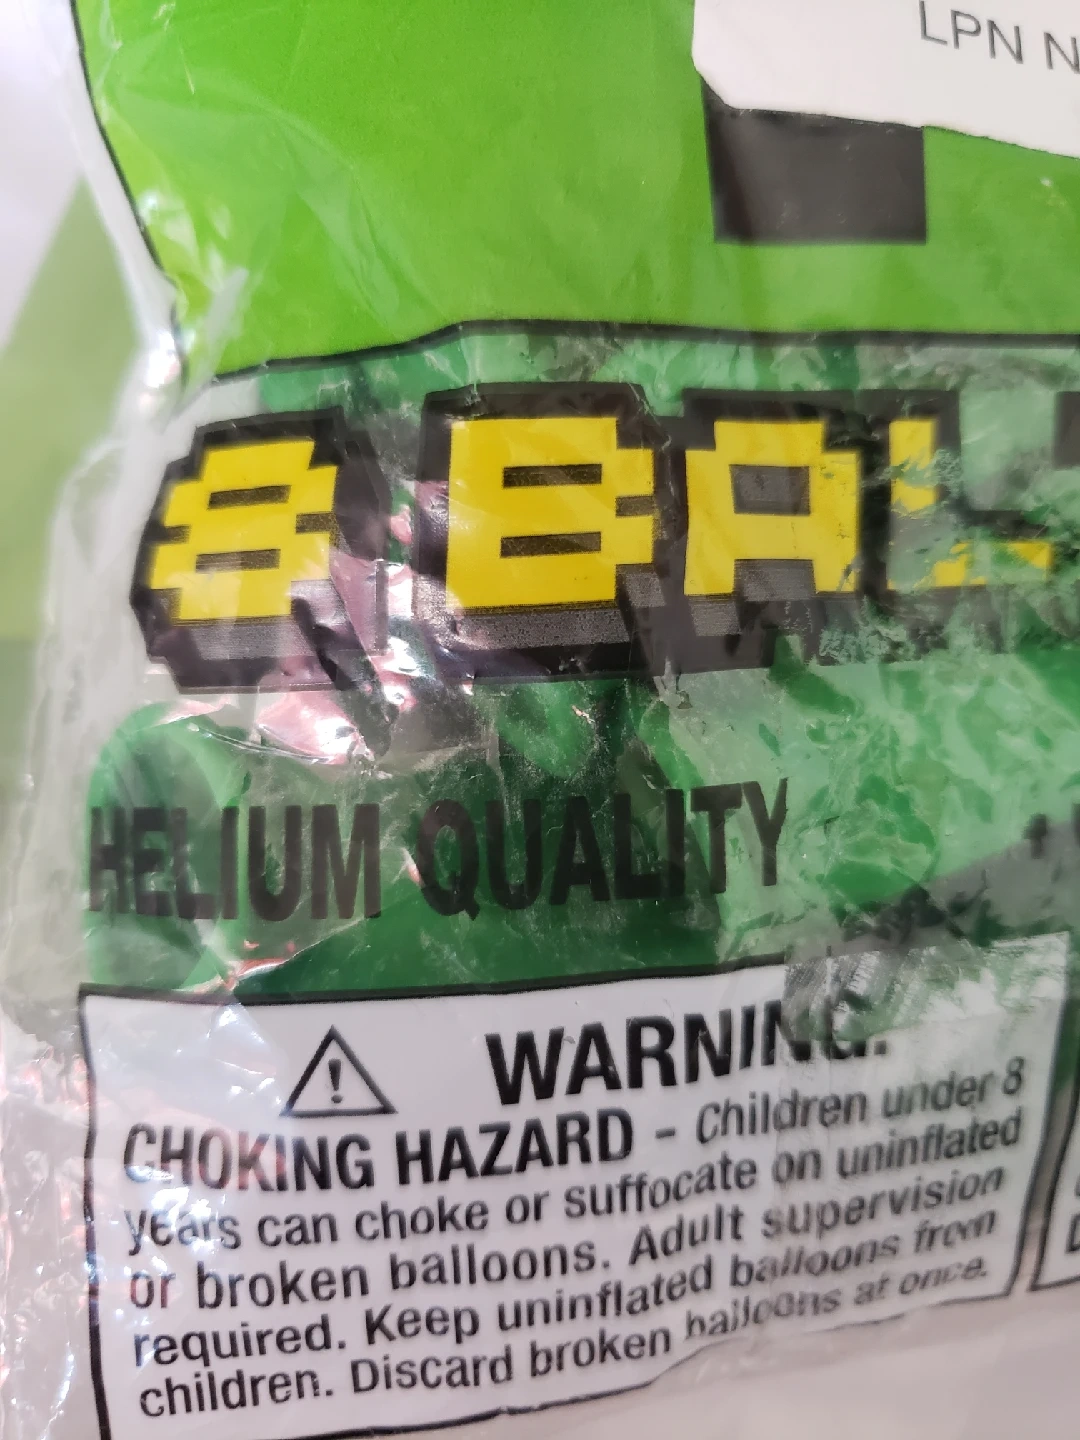 LPN N
8 BAL
HELIUM QUALITY
WARNING:
CHOKING HAZARD - Children under 8
years can choke or suffocate on uninflated
or broken balloons. Adult supervision
required. Keep uninflated balloons from
children. Discard broken balloons at once.